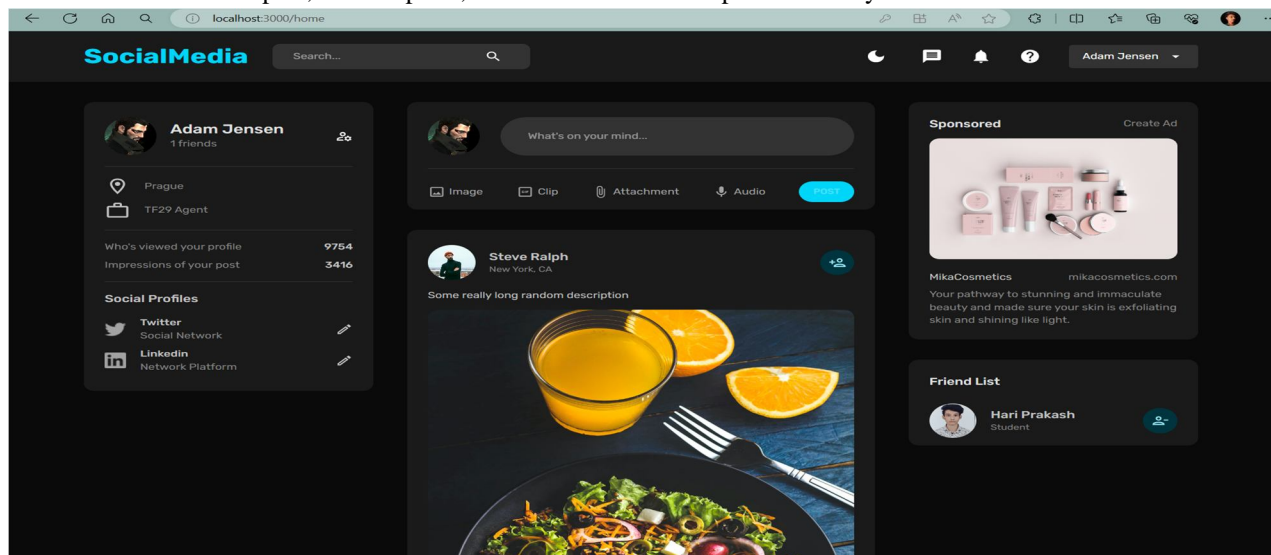 localhost:3000/home
SocialMedia
Search...
Adam Jensen
Adam Jensen
1 friends
Prague
TF29 Agent
Who's viewed your profile 9754
Impressions of your post 3416
Social Profiles
Twitter
Social Network
Linkedin
Network Platform
What's on your mind...
Image Clip Attachment Audio POST
Steve Ralph
New York, CA
Some really long random description
Sponsored Create Ad
MikaCosmetics mikacosmetics.com
Your pathway to stunning and immaculate
beauty and made sure your skin is exfoliating
skin and shining like light.
Friend List
Hari Prakash
Student